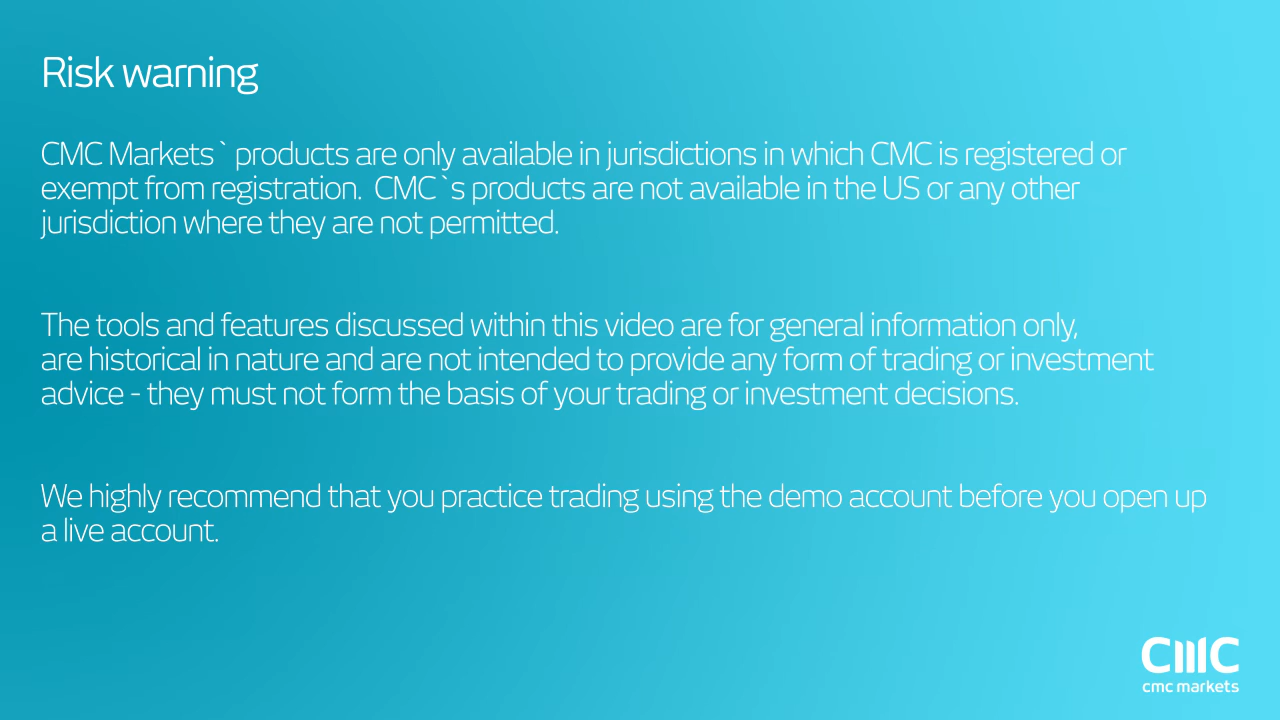 Risk warning
CMC Markets` products are only available in jurisdictions in which CMC is registered or
exempt from registration.  CMC`s products are not available in the US or any other
jurisdiction where they are not permitted.
The tools and features discussed within this video are for general information only,
are historical in nature and are not intended to provide any form of trading or investment
advice - they must not form the basis of your trading or investment decisions.
We highly recommend that you practice trading using the demo account before you open up
a live account.
CMC
cmc markets